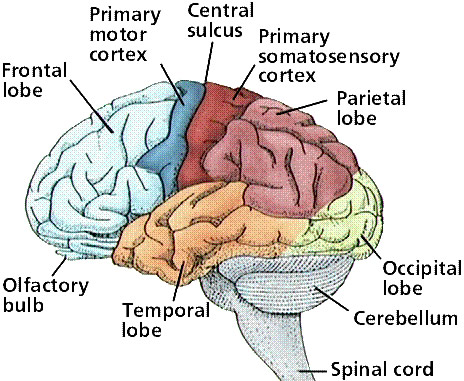 Primary
motor
cortex
Central
sulcus
Primary
somatosensory
cortex
Frontal
lobe
Parietal
lobe
Olfactory
bulb
Temporal
lobe
Occipital
lobe
Cerebellum
Spinal cord